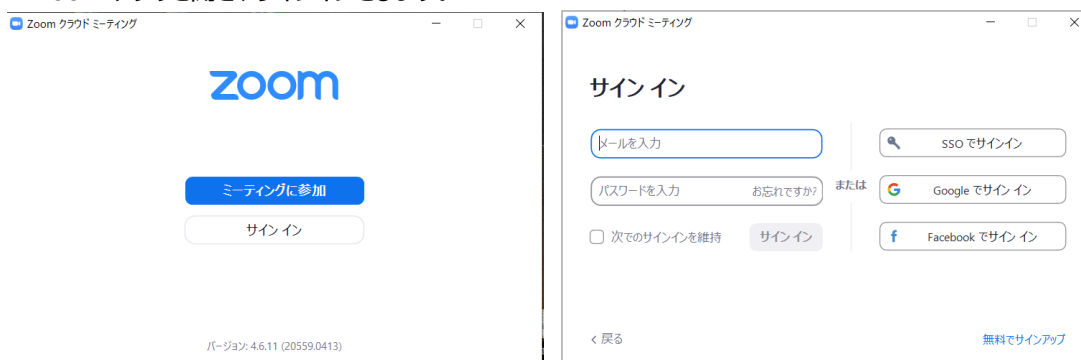 Zoom クラウド ミーティング
zoom
ミーティングに参加
サイン イン
バージョン: 4.6.11 (20559.0413)
Zoom クラウド ミーティング
サイン イン
メールを入力
パスワードを入力 お忘れですか?
次でのサインインを維持 サイン イン
または
SSO でサインイン
Google でサイン イン
Facebook でサイン イン
戻る
無料でサインアップ